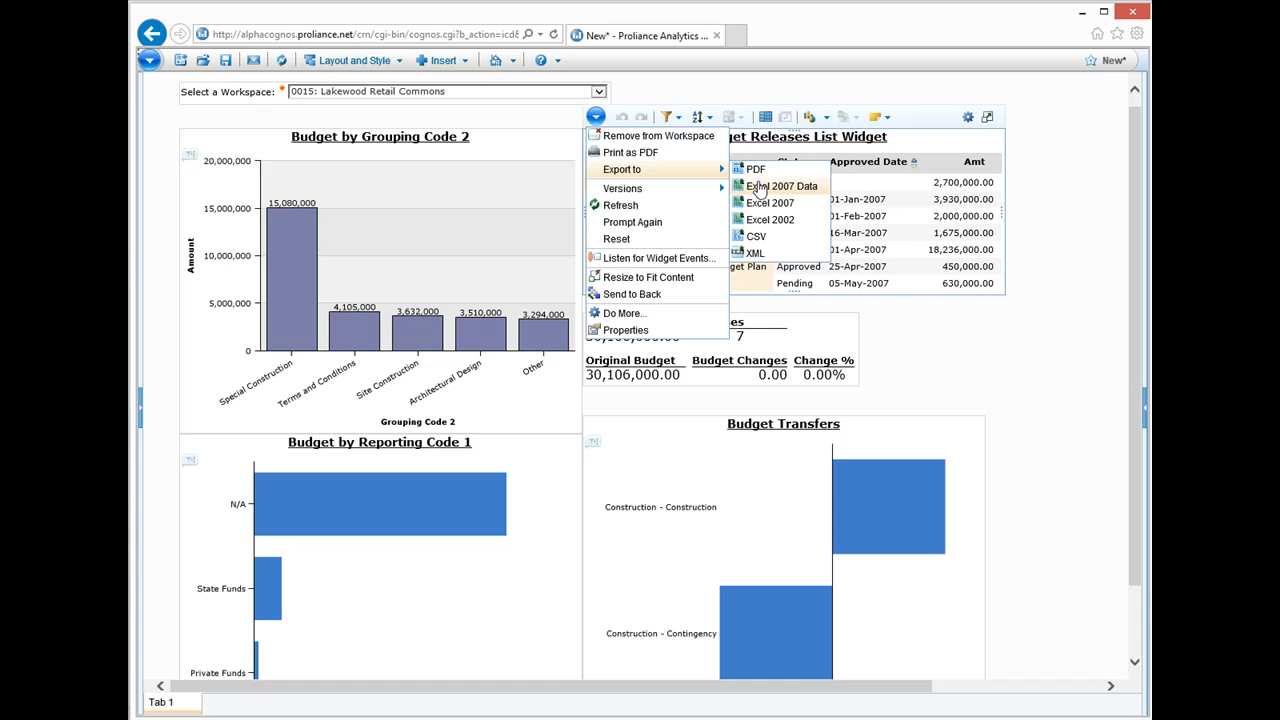 http://alphacognos.proliance.net/crn/cgi-bin/cognos.cgi?b_action=icd&
New* - Proliance Analytics ...
Layout and Style
Insert
New*
Select a Workspace: * 0015: Lakewood Retail Commons
Budget by Grouping Code 2
20,000,000
15,000,000
10,000,000
5,000,000
0
Amount
15,080,000
4,105,000
3,632,000
3,510,000
3,294,000
Special Construction
Terms and Conditions
Site Construction
Architectural Design
Other
Grouping Code 2
get Releases List Widget
Approved Date Amt
2,700,000.00
01-Jan-2007 3,930,000.00
01-Feb-2007 2,000,000.00
16-Mar-2007 1,675,000.00
01-Apr-2007 18,236,000.00
get Plan Approved 25-Apr-2007 450,000.00
Pending 05-May-2007 630,000.00
Remove from Workspace
Print as PDF
Export to
Versions
Refresh
Prompt Again
Reset
Listen for Widget Events...
Resize to Fit Content
Send to Back
Do More...
Properties
PDF
Excel 2007 Data
Excel 2007
Excel 2002
CSV
XML
7
Original Budget Budget Changes Change %
30,106,000.00 0.00 0.00%
Budget by Reporting Code 1
N/A
State Funds
Private Funds
Budget Transfers
Construction - Construction
Construction - Contingency
Tab 1